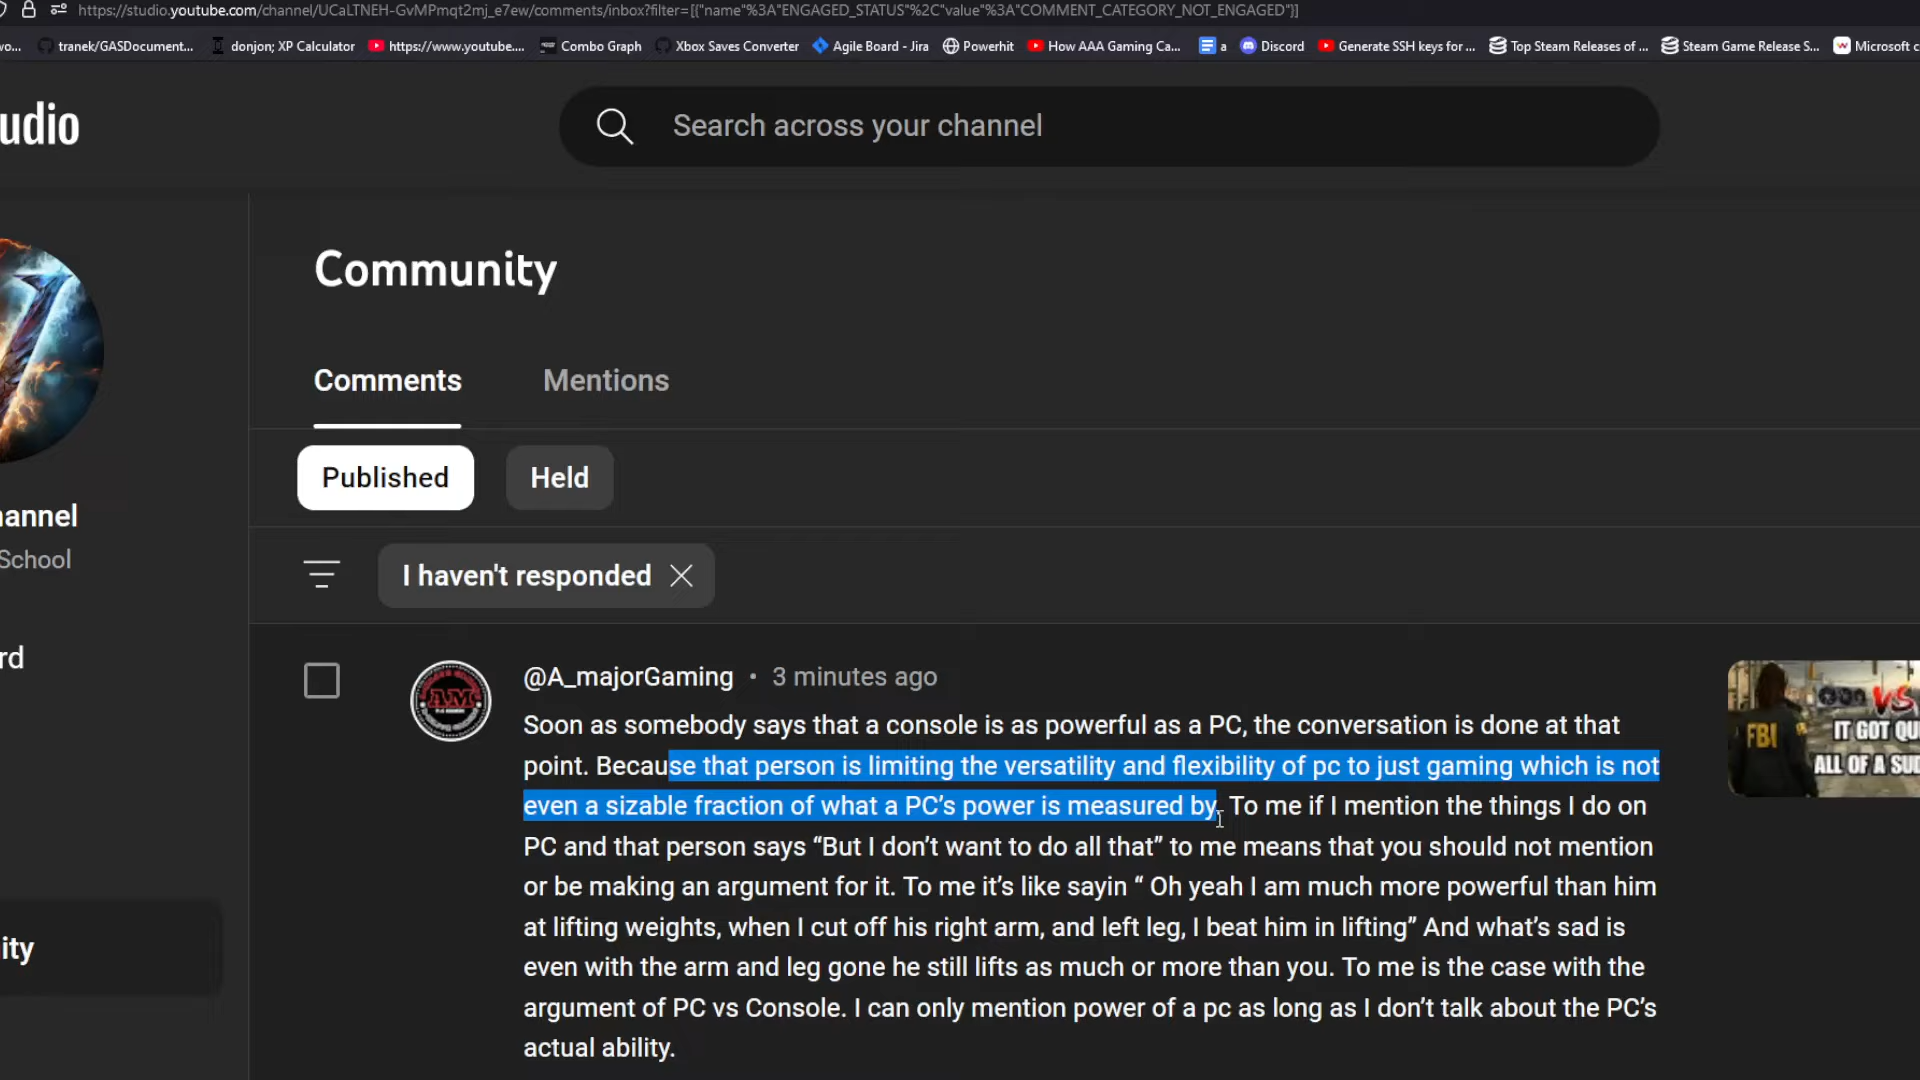 https://studio.youtube.com/channel/UCaLTNEH-GvMPmqt2mj_e7ew/comments/inbox?filter=[{"name"%3A"ENGAGED_STATUS"%2C"value"%3A"COMMENT_CATEGORY_NOT_ENGAGED"}]
wo... tranek/GASDocument... donjon; XP Calculator https://www.youtube.... Combo Graph Xbox Saves Converter Agile Board - Jira Powerhit How AAA Gaming Ca... a Discord Generate SSH keys for ... Top Steam Releases of ... Steam Game Release S... Microsoft c
udio
Search across your channel
Community
Comments Mentions
Published Held
annel
School
I haven't responded
rd
@A_majorGaming • 3 minutes ago
Soon as somebody says that a console is as powerful as a PC, the conversation is done at that
point. Because that person is limiting the versatility and flexibility of pc to just gaming which is not
even a sizable fraction of what a PC’s power is measured by. To me if I mention the things I do on
PC and that person says “But I don’t want to do all that” to me means that you should not mention
or be making an argument for it. To me it’s like sayin “ Oh yeah I am much more powerful than him
at lifting weights, when I cut off his right arm, and left leg, I beat him in lifting” And what’s sad is
even with the arm and leg gone he still lifts as much or more than you. To me is the case with the
argument of PC vs Console. I can only mention power of a pc as long as I don’t talk about the PC’s
actual ability.
ity
AM
FBI
VS
IT GOT QU
ALL OF A SUD